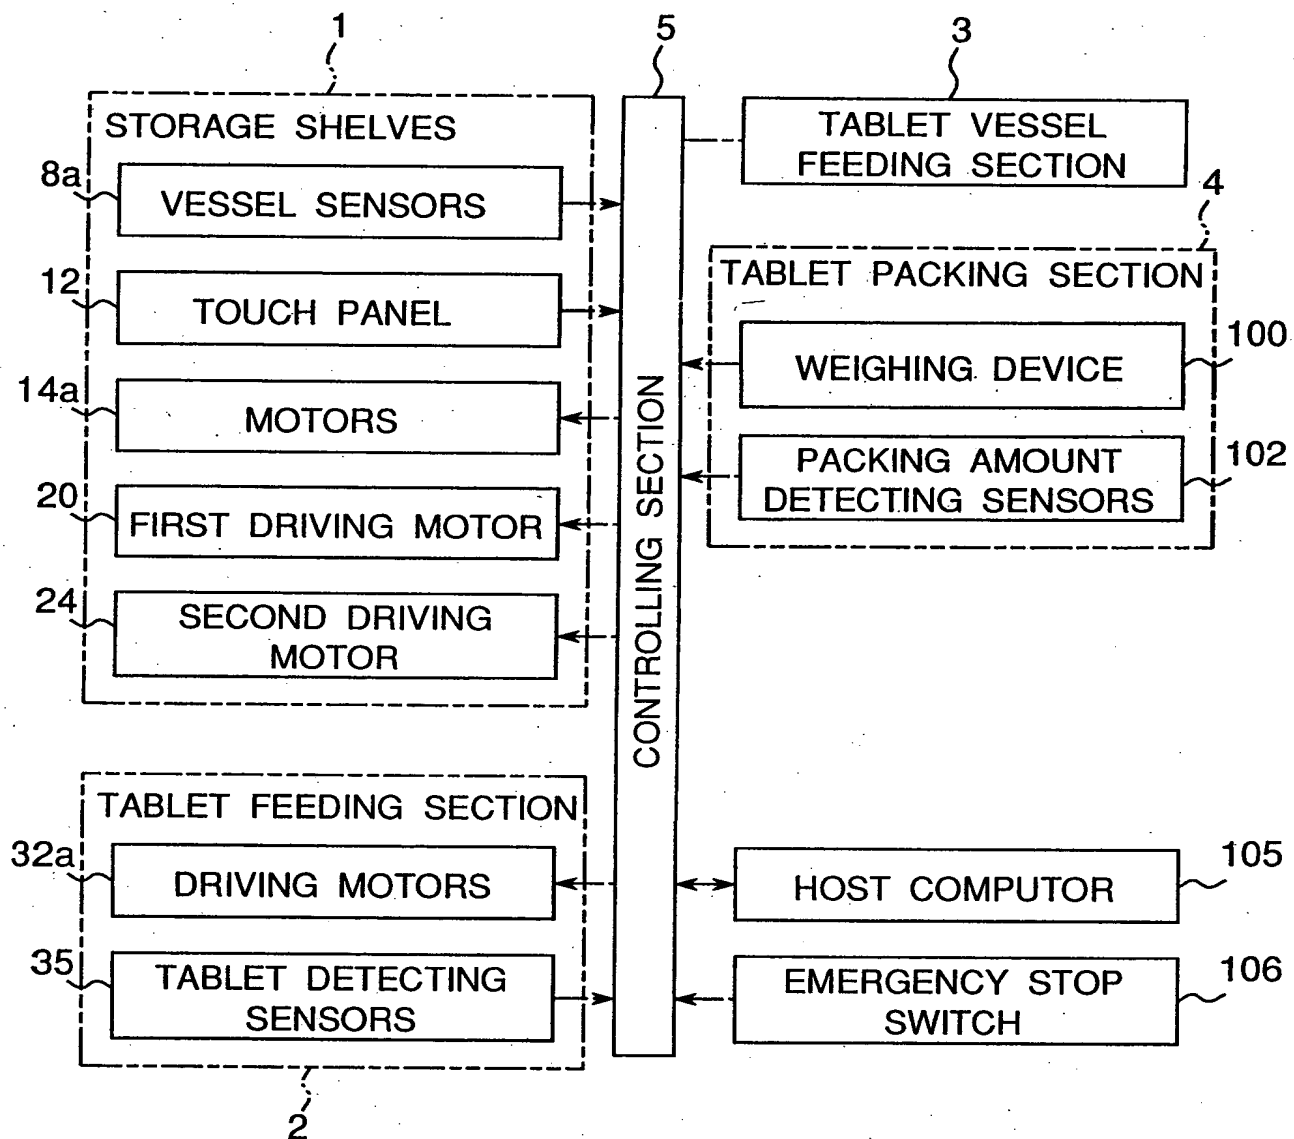 1
5
3
STORAGE SHELVES
8a
VESSEL SENSORS
12
TOUCH PANEL
14a
MOTORS
20
FIRST DRIVING MOTOR
24
SECOND DRIVING
MOTOR
CONTROLLING SECTION
TABLET VESSEL
FEEDING SECTION
4
TABLET PACKING SECTION
100
WEIGHING DEVICE
102
PACKING AMOUNT
DETECTING SENSORS
TABLET FEEDING SECTION
32a
DRIVING MOTORS
35
TABLET DETECTING
SENSORS
2
105
HOST COMPUTOR
106
EMERGENCY STOP
SWITCH